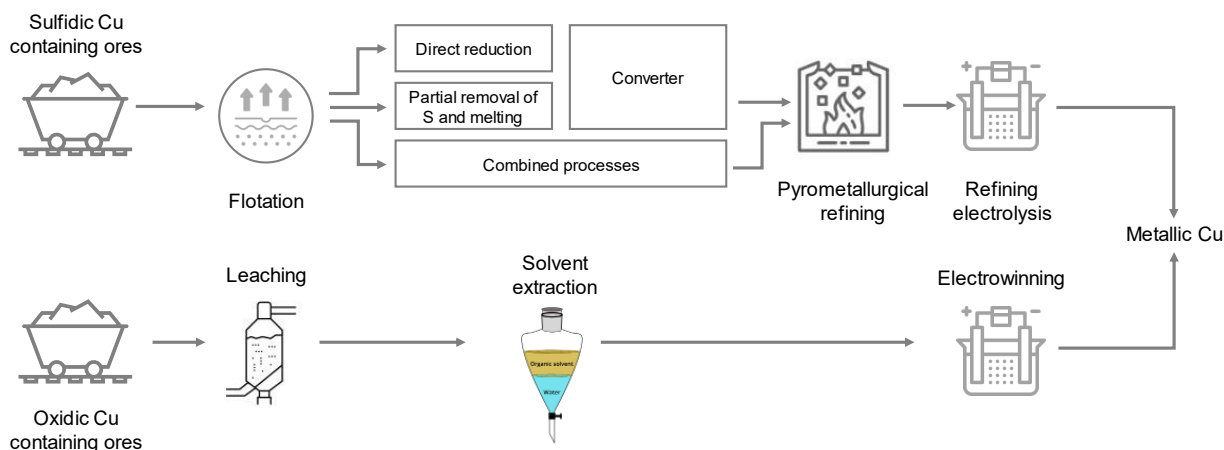 Sulfidic Cu
containing ores
Direct reduction
Partial removal of
S and melting
Converter
Combined processes
Flotation
Pyrometallurgical
refining
+
−
Refining
electrolysis
Metallic Cu
Leaching
Solvent
extraction
Organic solvent
Water
Electrowinning
+
−
Oxidic Cu
containing ores